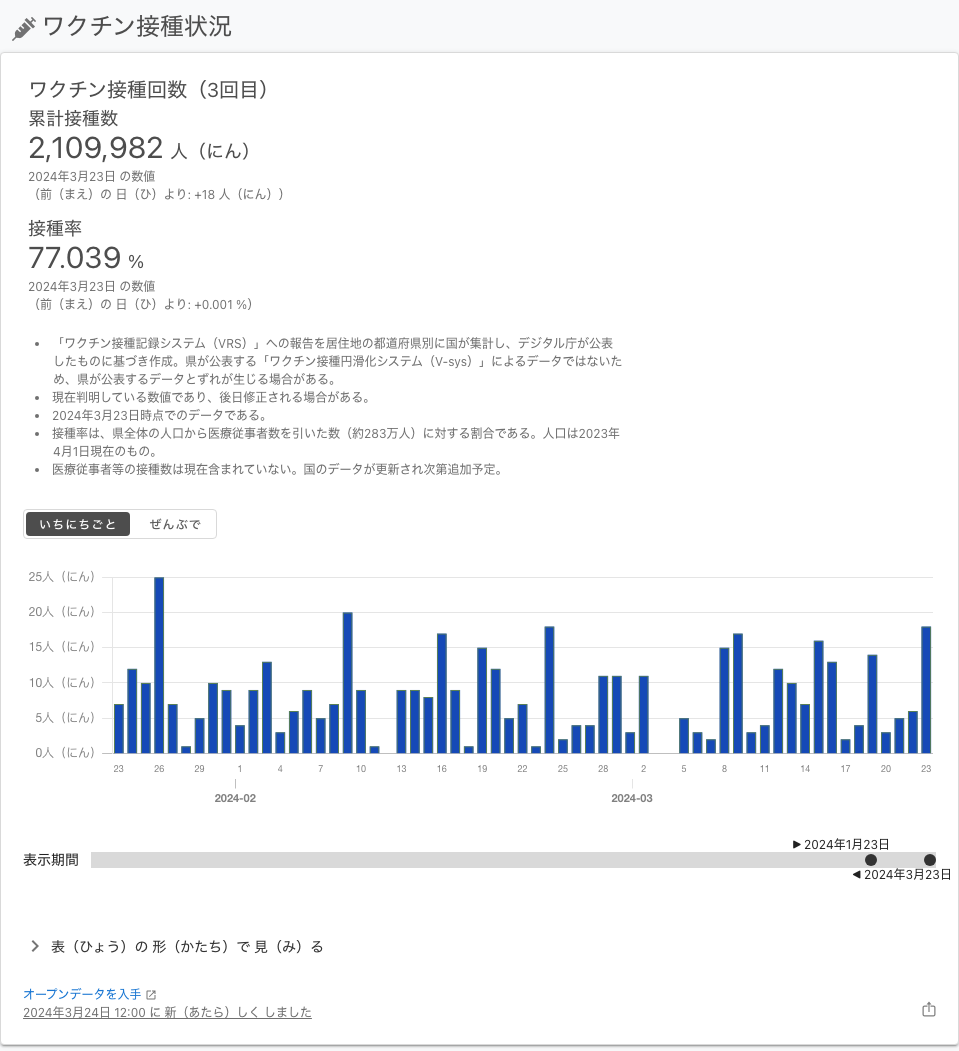 ワクチン接種状況
ワクチン接種回数（3回目）
累計接種数
2,109,982 人（にん）
2024年3月23日 の数値
（前（まえ）の 日（ひ）より: +18 人（にん））
接種率
77.039 %
2024年3月23日 の数値
（前（まえ）の 日（ひ）より: +0.001 %）
• 「ワクチン接種記録システム（VRS）」への報告を居住地の都道府県別に国が集計し、デジタル庁が公表
したものに基づき作成。県が公表する「ワクチン接種円滑化システム（V-sys）」によるデータではないた
め、県が公表するデータとずれが生じる場合がある。
• 現在判明している数値であり、後日修正される場合がある。
• 2024年3月23日時点でのデータである。
• 接種率は、県全体の人口から医療従事者数を引いた数（約283万人）に対する割合である。人口は2023年
4月1日現在のもの。
• 医療従事者等の接種数は現在含まれていない。国のデータが更新され次第追加予定。
いちにちごと ぜんぶで
25人（にん）
20人（にん）
15人（にん）
10人（にん）
5人（にん）
0人（にん）
23 26 29 1 4 7 10 13 16 19 22 25 28 2 5 8 11 14 17 20 23
2024-02 2024-03
2024年1月23日
表示期間
2024年3月23日
表（ひょう）の 形（かたち）で 見（み）る
オープンデータを入手
2024年3月24日 12:00 に 新（あたら）しく しました